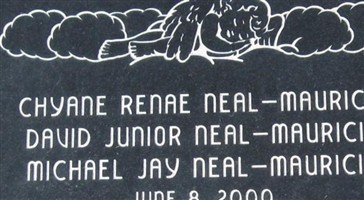 CHYANE RENAE NEAL-MAURIC
DAVID JUNIOR NEAL-MAURICI
MICHAEL JAY NEAL-MAURICI
JUNE 8, 2000